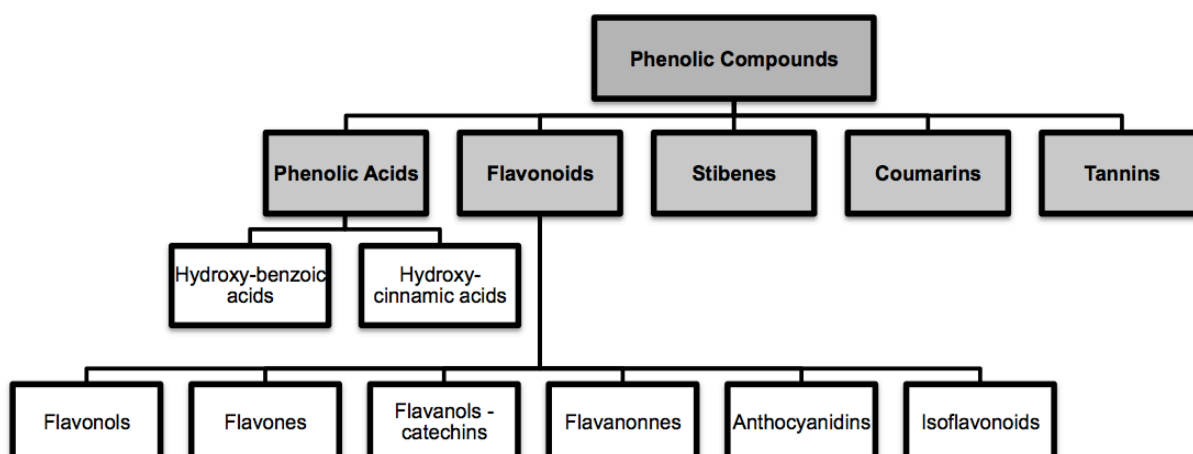 Phenolic Compounds
Phenolic Acids
Flavonoids
Stibenes
Coumarins
Tannins
Hydroxy-benzoic
acids
Hydroxy-
cinnamic acids
Flavonols
Flavones
Flavanols -
catechins
Flavanonnes
Anthocyanidins
Isoflavonoids